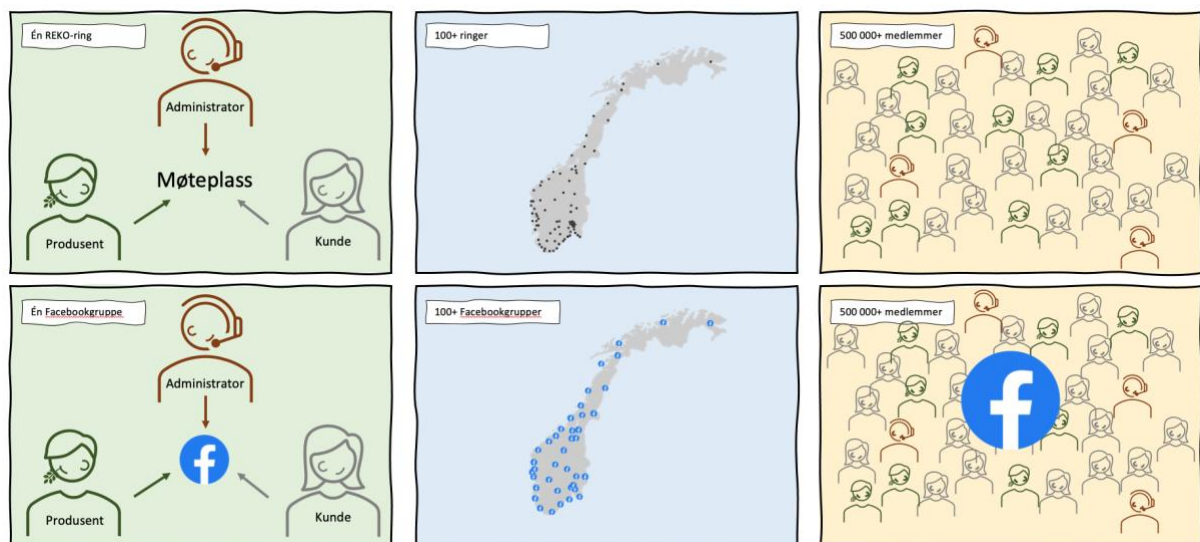 Én REKO-ring
Administrator
Møteplass
Produsent
Kunde
100+ ringer
500 000+ medlemmer
Én Facebookgruppe
Administrator
Produsent
Kunde
100+ Facebookgrupper
500 000+ medlemmer